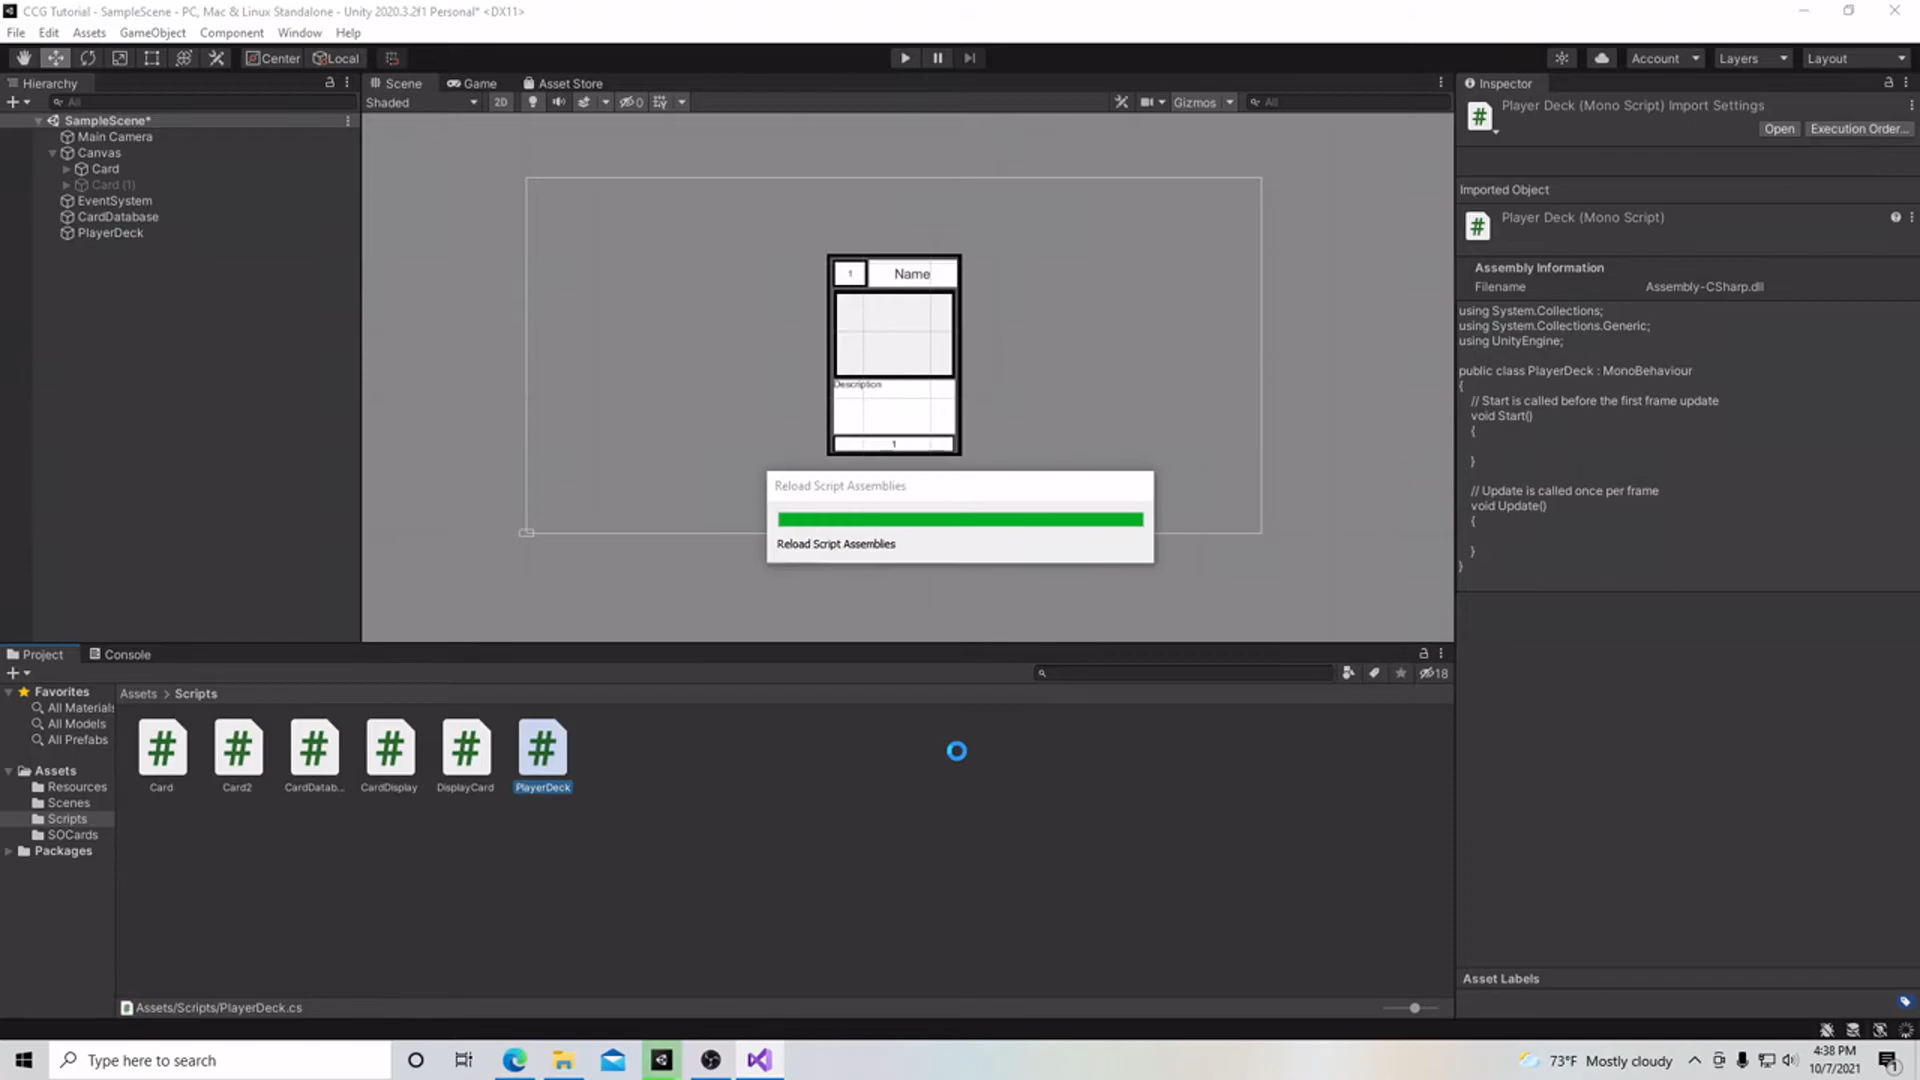 CCG Tutorial - SampleScene - PC, Mac & Linux Standalone - Unity 2020.3.2f1 Personal* <DX11>
File Edit Assets GameObject Component Window Help
Center Local
Account Layers Layout
Hierarchy
All
SampleScene*
Main Camera
Canvas
Card
Card (1)
EventSystem
CardDatabase
PlayerDeck
Scene Game Asset Store
Shaded 2D 0 Gizmos All
1 Name
Description
1
Reload Script Assemblies
Reload Script Assemblies
Inspector
Player Deck (Mono Script) Import Settings
Open Execution Order...
Imported Object
Player Deck (Mono Script)
Assembly Information
Filename Assembly-CSharp.dll
using System.Collections;
using System.Collections.Generic;
using UnityEngine;
public class PlayerDeck : MonoBehaviour
{
// Start is called before the first frame update
void Start()
{
}
// Update is called once per frame
void Update()
{
}
}
Asset Labels
Project Console
18
Favorites
All Materials
All Models
All Prefabs
Assets
Resources
Scenes
Scripts
SOCards
Packages
Assets > Scripts
Card Card2 CardDatab... CardDisplay DisplayCard PlayerDeck
Assets/Scripts/PlayerDeck.cs
Type here to search
73°F Mostly cloudy
4:38 PM
10/7/2021
1